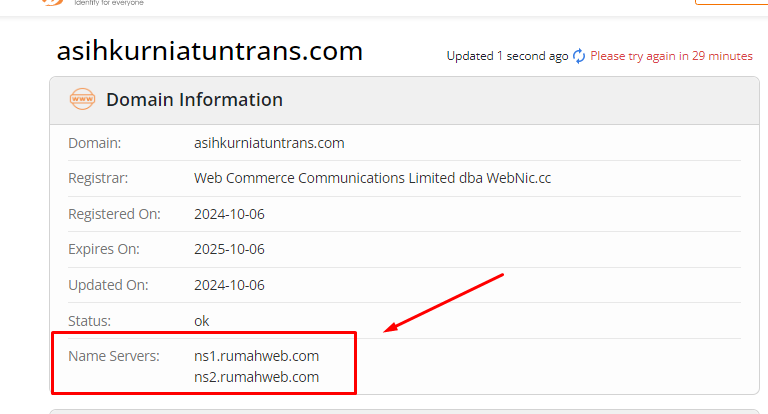 Identity for everyone
asihkurniatuntrans.com
Updated 1 second ago Please try again in 29 minutes
www
Domain Information
Domain: asihkurniatuntrans.com
Registrar: Web Commerce Communications Limited dba WebNic.cc
Registered On: 2024-10-06
Expires On: 2025-10-06
Updated On: 2024-10-06
Status: ok
Name Servers: ns1.rumahweb.com
ns2.rumahweb.com